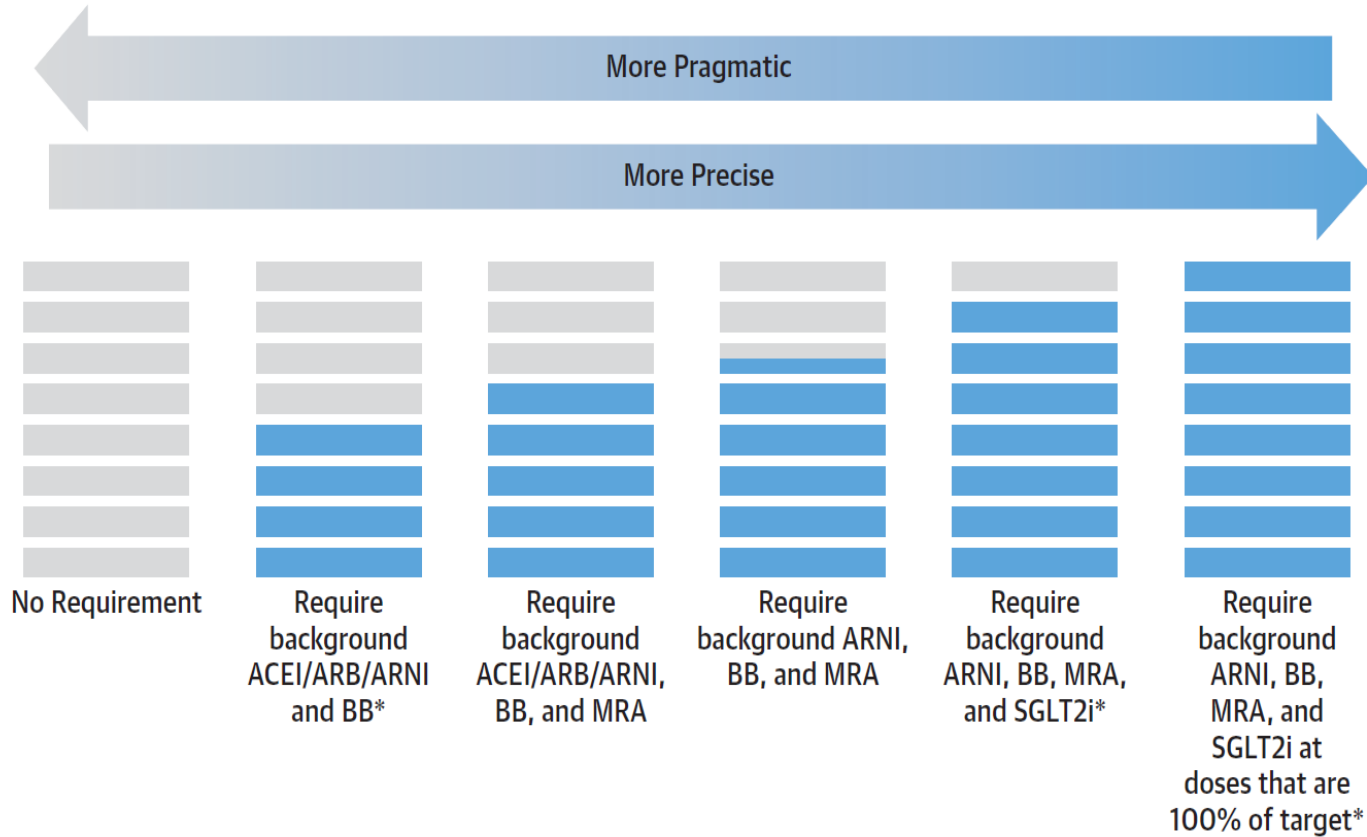 More Pragmatic
More Precise
No Requirement
Require
background
ACEI/ARB/ARNI
and BB*
Require
background
ACEI/ARB/ARNI,
BB, and MRA
Require
background ARNI,
BB, and MRA
Require
background
ARNI, BB, MRA,
and SGLT2i*
Require
background
ARNI, BB,
MRA, and
SGLT2i at
doses that are
100% of target*